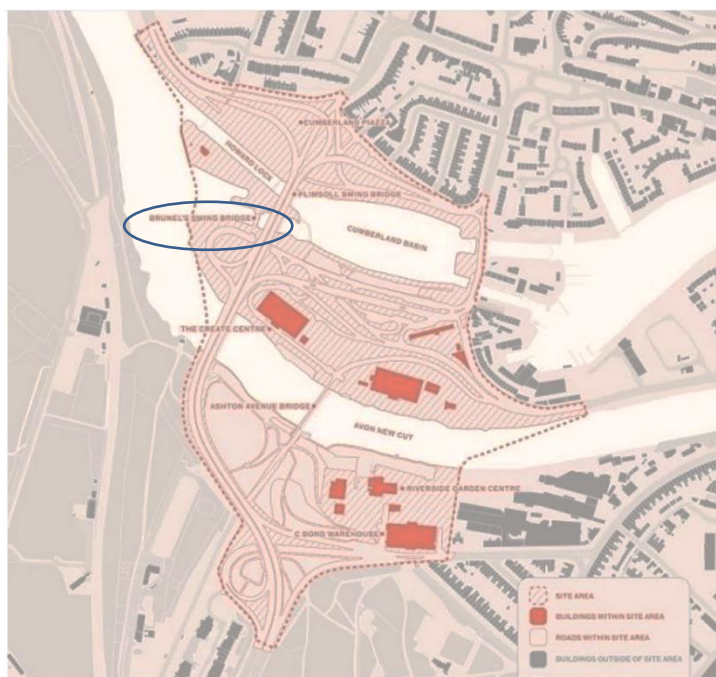 CUMBERLAND PIAZZA
HOWARD LOCK
PLIMSOLL SWING BRIDGE
BRUNEL'S SWING BRIDGE
CUMBERLAND BASIN
THE CREATE CENTRE
ASHTON AVENUE BRIDGE
AVON NEW CUT
RIVERSIDE GARDEN CENTRE
C BOND WAREHOUSE
SITE AREA
BUILDINGS WITHIN SITE AREA
ROADS WITHIN SITE AREA
BUILDINGS OUTSIDE OF SITE AREA